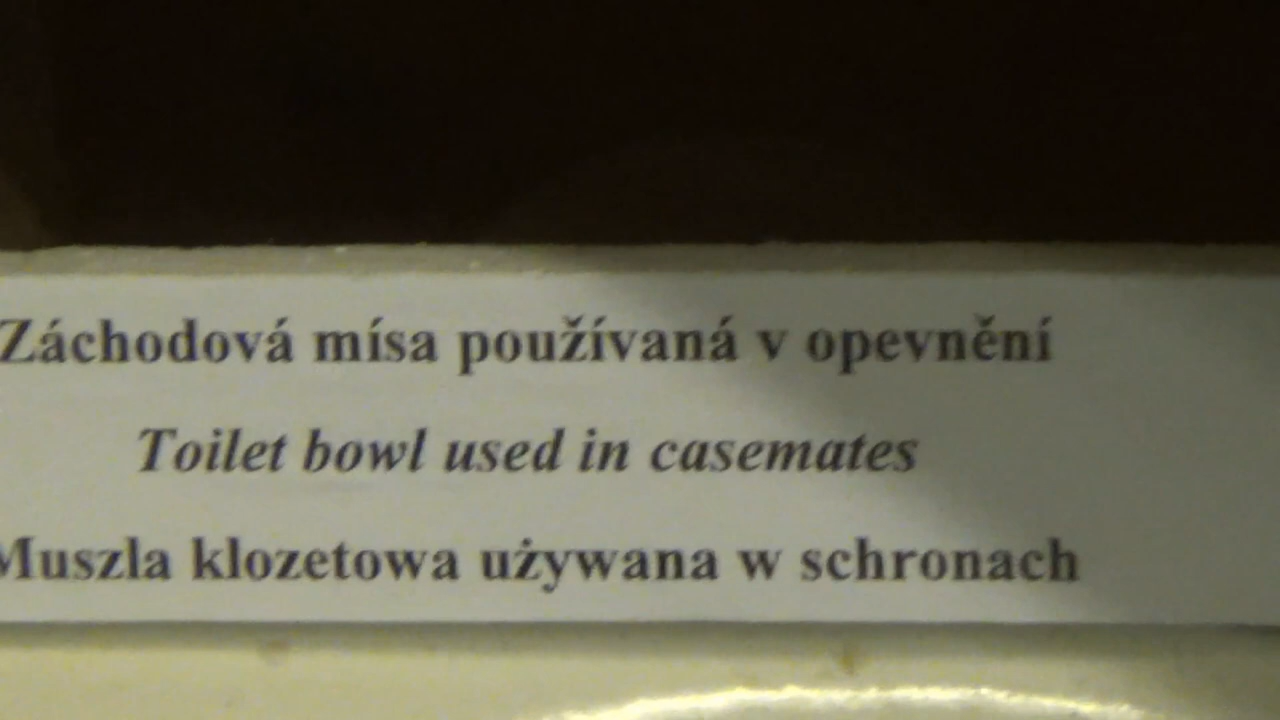 Záchodová mísa používaná v opevnění
Toilet bowl used in casemates
Muszla klozetowa używana w schronach